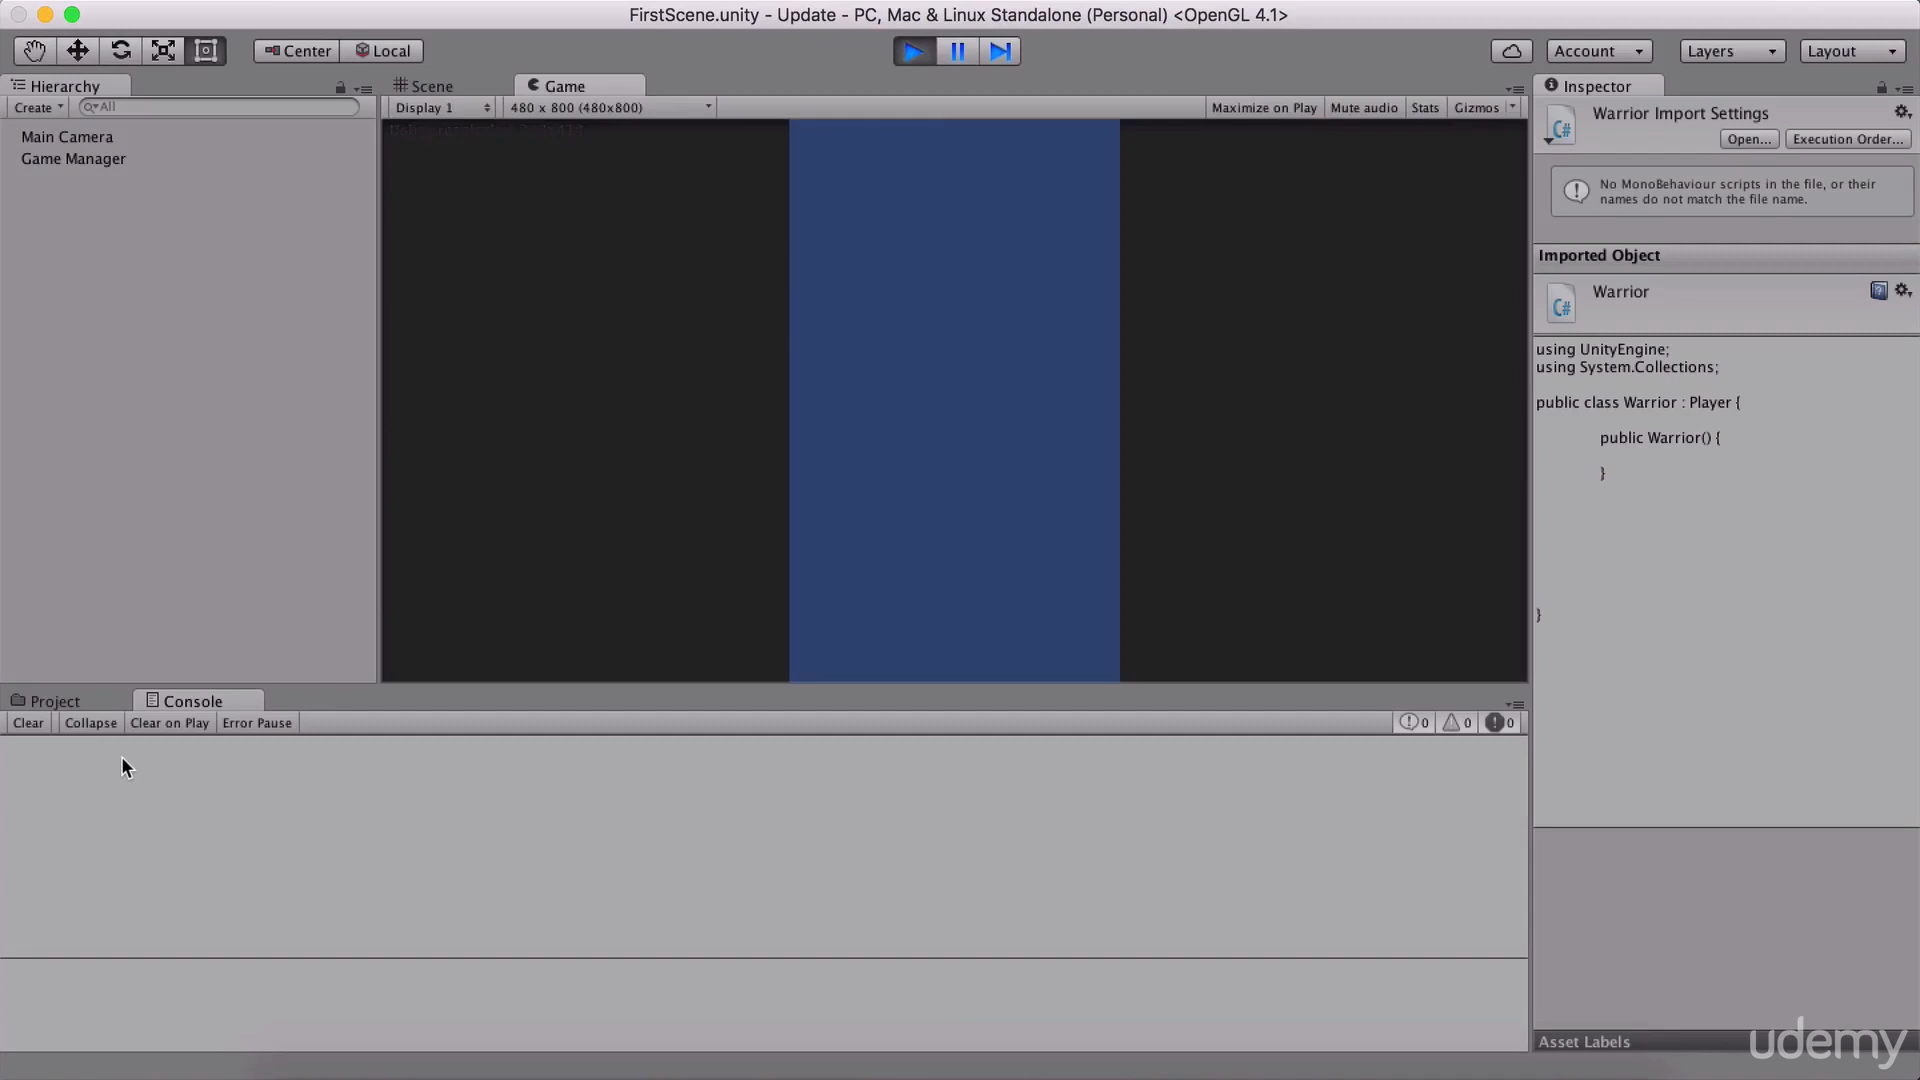 FirstScene.unity - Update - PC, Mac & Linux Standalone (Personal) <OpenGL 4.1>
Center Local Account Layers Layout
Hierarchy Scene Game Inspector
Create All Display 1 480 x 800 (480x800) Maximize on Play Mute audio Stats Gizmos
Main Camera
Game Manager
Warrior Import Settings
Open... Execution Order...
No MonoBehaviour scripts in the file, or their
names do not match the file name.
Imported Object
Warrior
using UnityEngine;
using System.Collections;
public class Warrior : Player {
public Warrior() {
}
}
Project Console
Clear Collapse Clear on Play Error Pause 0 0 0
Asset Labels
udemy